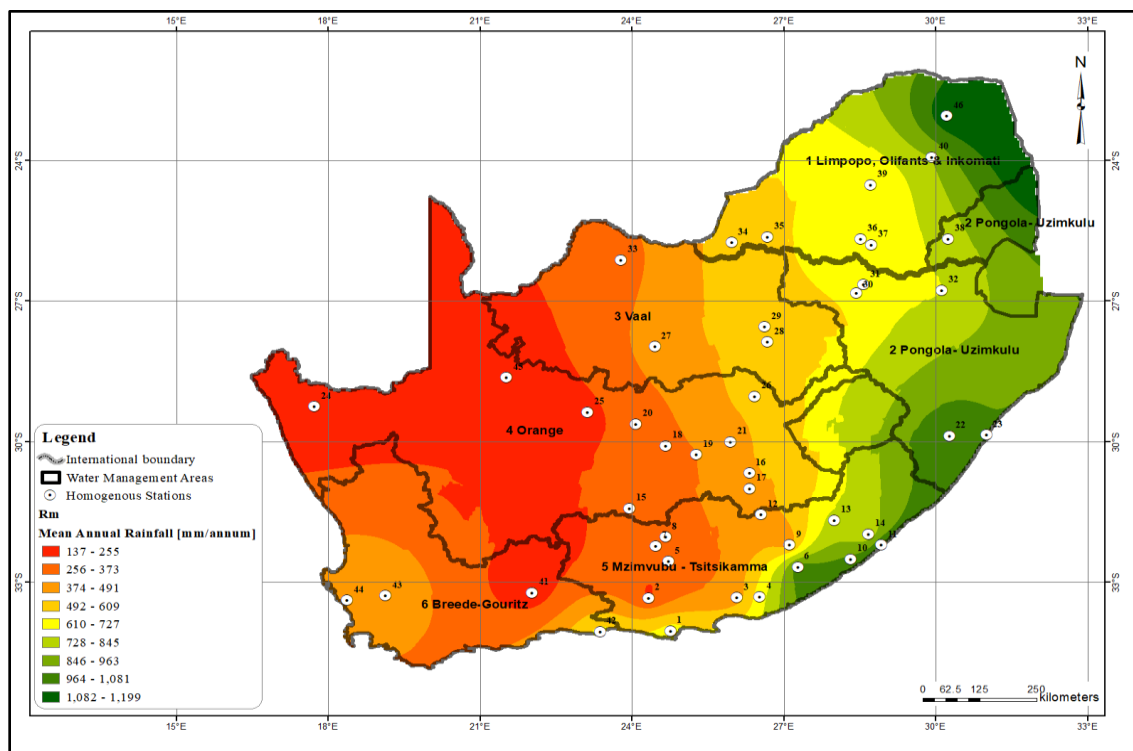 15°E 18°E 21°E 24°E 27°E 30°E 33°E
N
24°S 24°S
27°S 27°S
30°S 30°S
33°S 33°S
46
40
1 Limpopo, Olifants & Inkomati
39
2 Pongola- Uzimkulu
38
36
37
35
34
33
31
30
32
3 Vaal
29
28
27
2 Pongola- Uzimkulu
45
24
25
26
4 Orange
20
21
18
19
22
23
16
17
15
12
13
14
8
9
11
10
5
6
5 Mzimvubu - Tsitsikamma
41
2
3
4
43
44
6 Breede-Gouritz
42
1
Legend
International boundary
Water Management Areas
Homogenous Stations
Rm
Mean Annual Rainfall [mm/annum]
137 - 255
256 - 373
374 - 491
492 - 609
610 - 727
728 - 845
846 - 963
964 - 1,081
1,082 - 1,199
0 62.5 125 250
kilometers
15°E 18°E 21°E 24°E 27°E 30°E 33°E